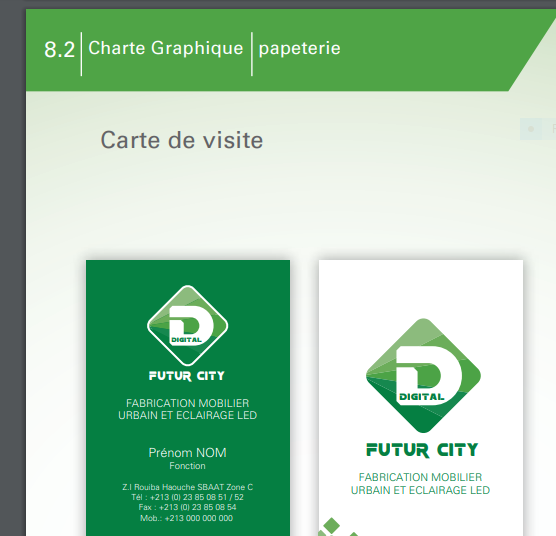 8.2 Charte Graphique papeterie
Carte de visite
D
DIGITAL
FUTUR CITY
FABRICATION MOBILIER
URBAIN ET ECLAIRAGE LED
Prénom NOM
Fonction
Z.I Rouiba Haouche SBAAT Zone C
Tél : +213 (0) 23 85 08 51 / 52
Fax : +213 (0) 23 85 08 54
Mob.: +213 000 000 000
D
DIGITAL
FUTUR CITY
FABRICATION MOBILIER
URBAIN ET ECLAIRAGE LED